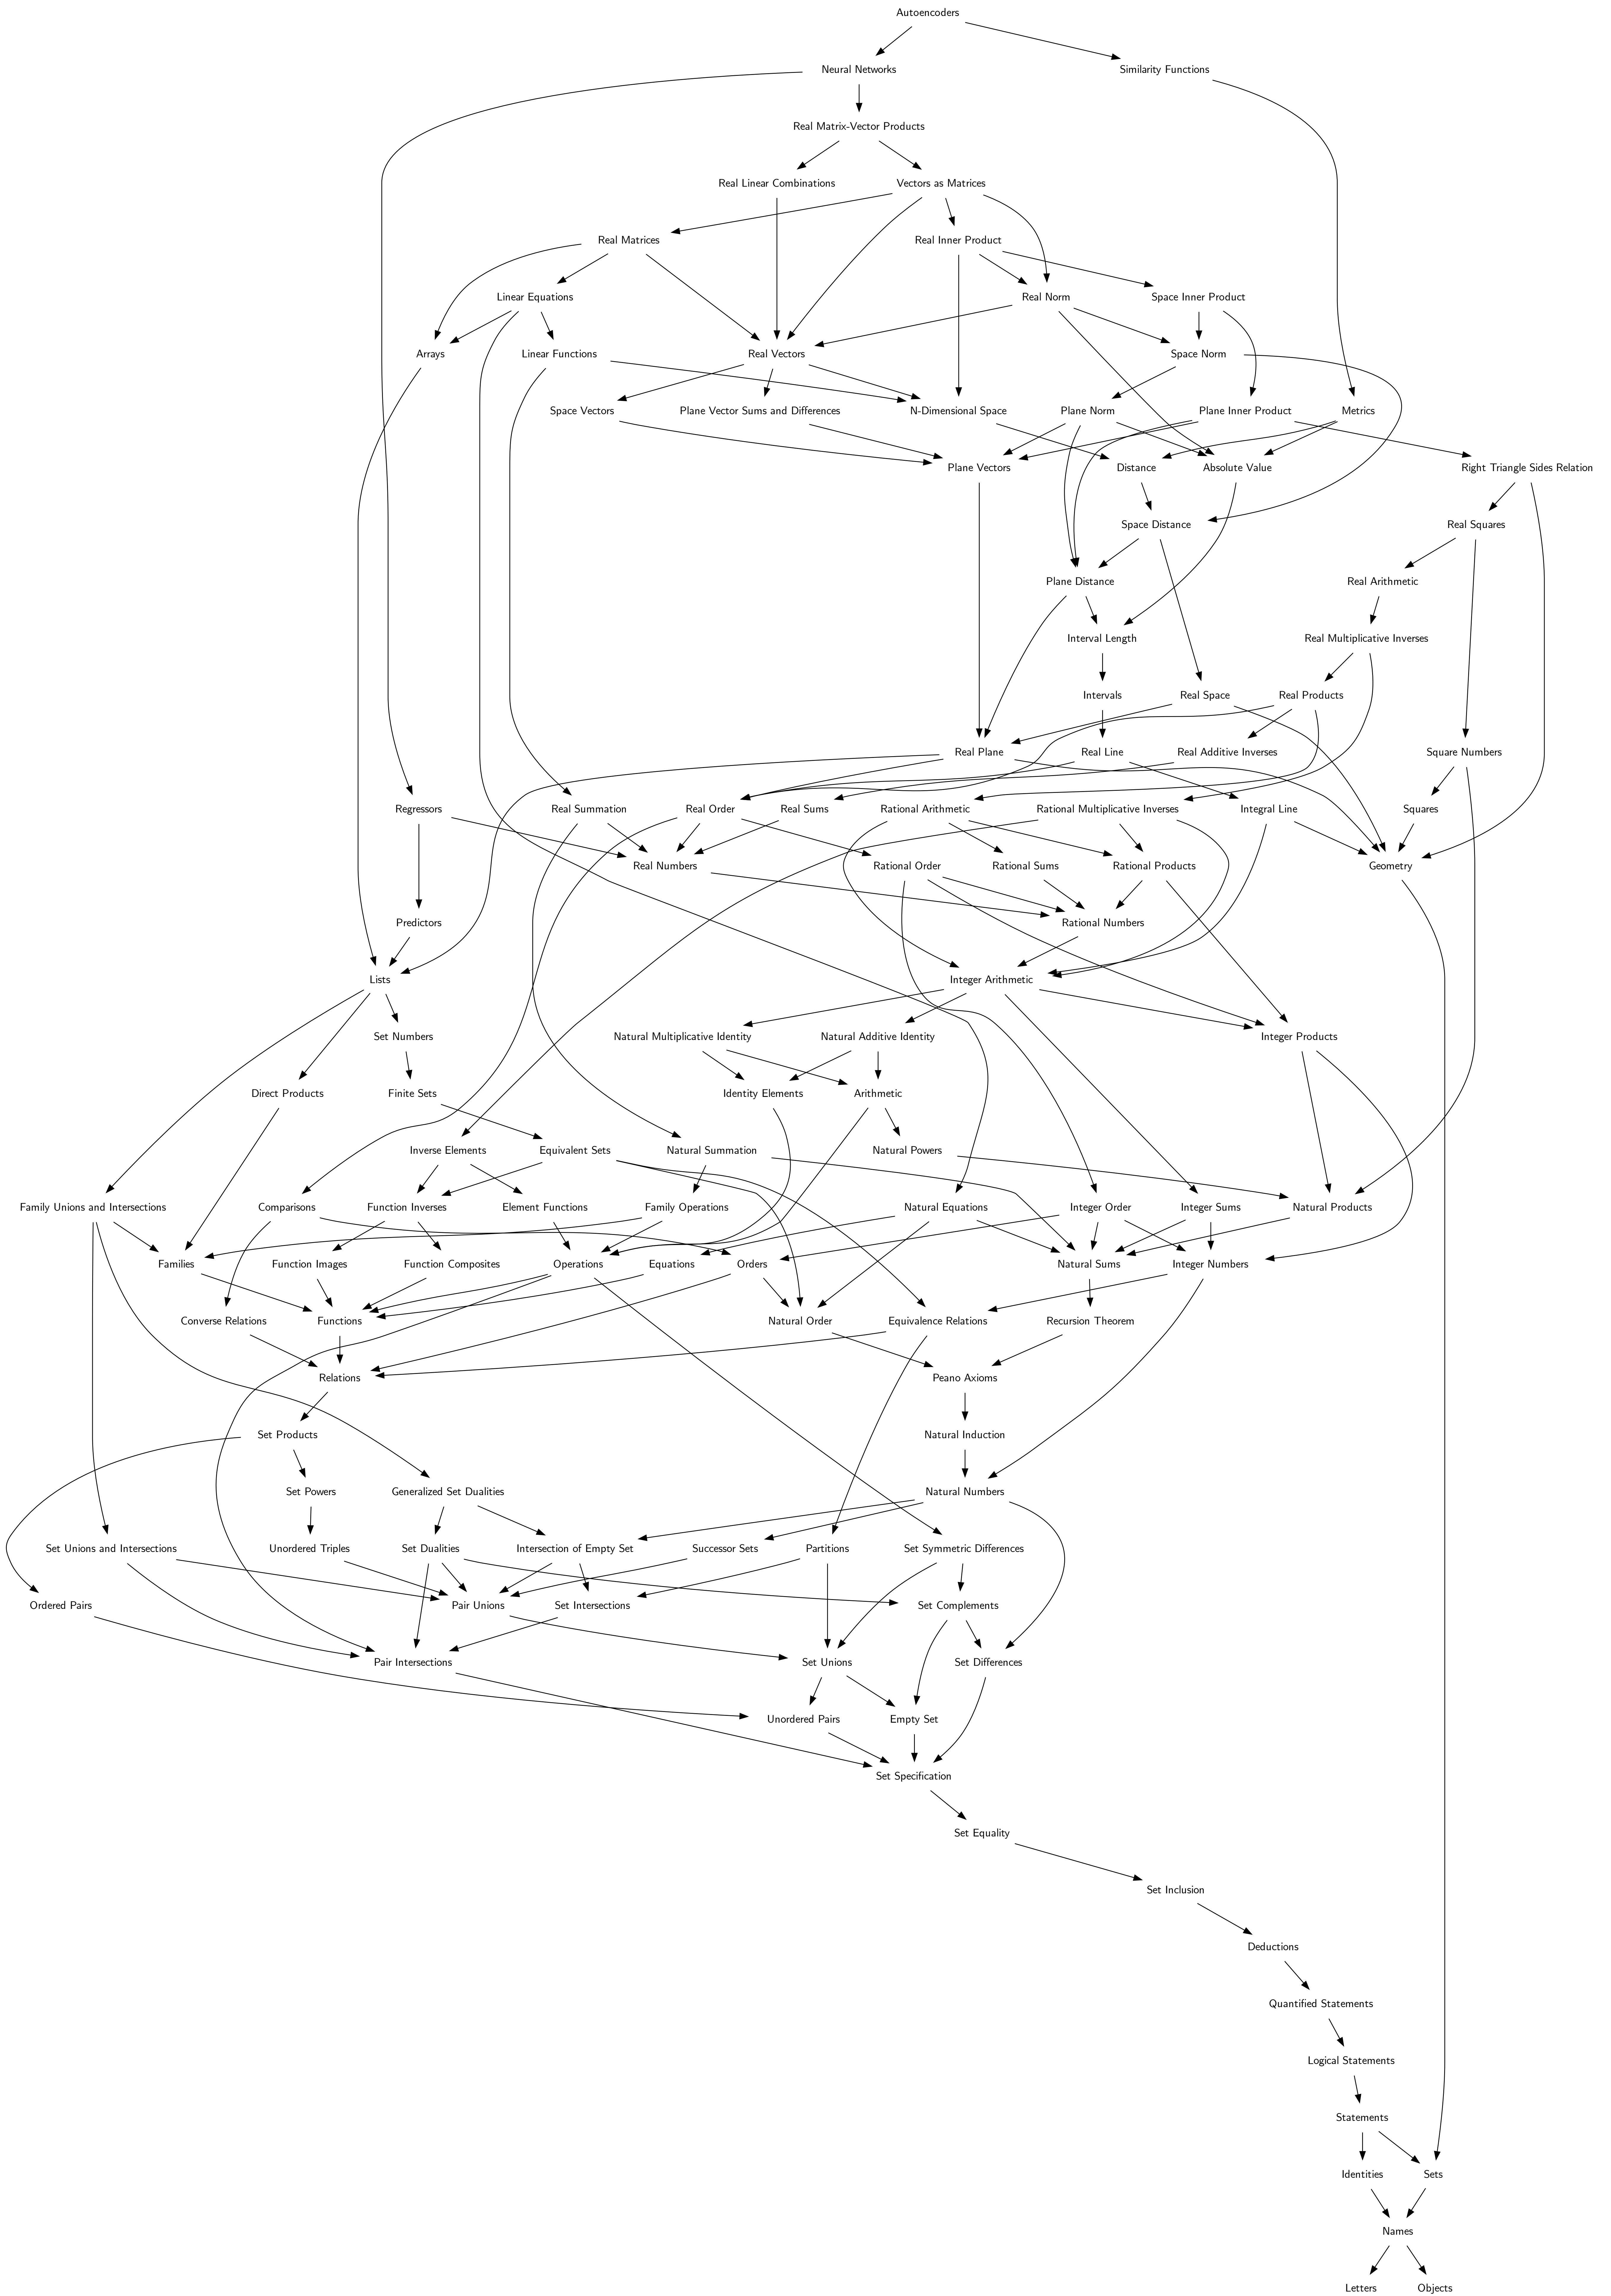 Autoencoders
Neural Networks
Similarity Functions
Real Matrix-Vector Products
Real Linear Combinations
Vectors as Matrices
Real Matrices
Real Inner Product
Linear Equations
Real Norm
Space Inner Product
Arrays
Linear Functions
Real Vectors
Space Norm
Space Vectors
Plane Vector Sums and Differences
N-Dimensional Space
Plane Norm
Plane Inner Product
Metrics
Plane Vectors
Distance
Absolute Value
Right Triangle Sides Relation
Space Distance
Real Squares
Plane Distance
Real Arithmetic
Interval Length
Real Multiplicative Inverses
Intervals
Real Space
Real Products
Real Plane
Real Line
Real Additive Inverses
Square Numbers
Regressors
Real Summation
Real Order
Real Sums
Rational Arithmetic
Rational Multiplicative Inverses
Integral Line
Squares
Real Numbers
Rational Order
Rational Sums
Rational Products
Geometry
Predictors
Rational Numbers
Lists
Integer Arithmetic
Set Numbers
Natural Multiplicative Identity
Natural Additive Identity
Integer Products
Direct Products
Finite Sets
Identity Elements
Arithmetic
Inverse Elements
Equivalent Sets
Natural Summation
Natural Powers
Family Unions and Intersections
Comparisons
Function Inverses
Element Functions
Family Operations
Natural Equations
Integer Order
Integer Sums
Natural Products
Families
Function Images
Function Composites
Operations
Equations
Orders
Natural Sums
Integer Numbers
Converse Relations
Functions
Natural Order
Equivalence Relations
Recursion Theorem
Relations
Peano Axioms
Set Products
Natural Induction
Set Powers
Generalized Set Dualities
Natural Numbers
Set Unions and Intersections
Unordered Triples
Set Dualities
Intersection of Empty Set
Successor Sets
Partitions
Set Symmetric Differences
Ordered Pairs
Pair Unions
Set Intersections
Set Complements
Pair Intersections
Set Unions
Set Differences
Unordered Pairs
Empty Set
Set Specification
Set Equality
Set Inclusion
Deductions
Quantified Statements
Logical Statements
Statements
Identities
Sets
Names
Letters
Objects